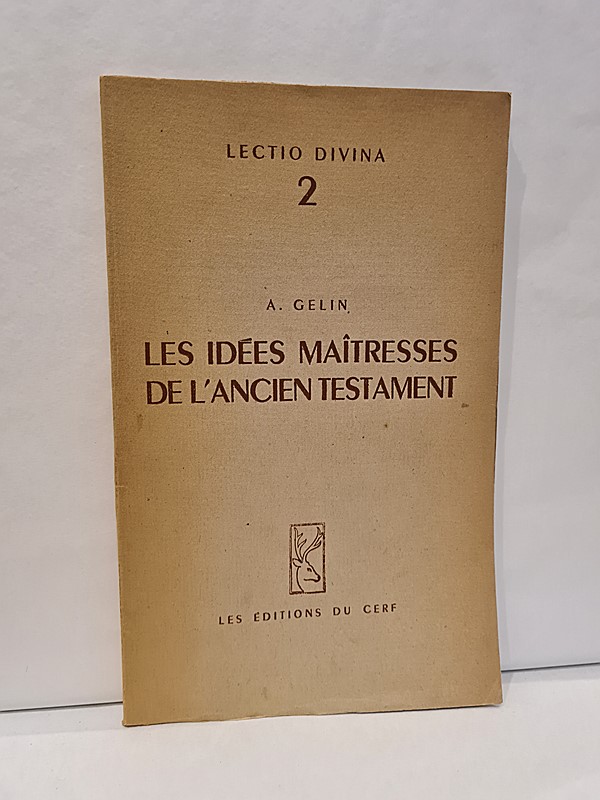 LECTIO DIVINA
2
A. GELIN
LES IDÉES MAÎTRESSES
DE L'ANCIEN TESTAMENT
LES ÉDITIONS DU CERF